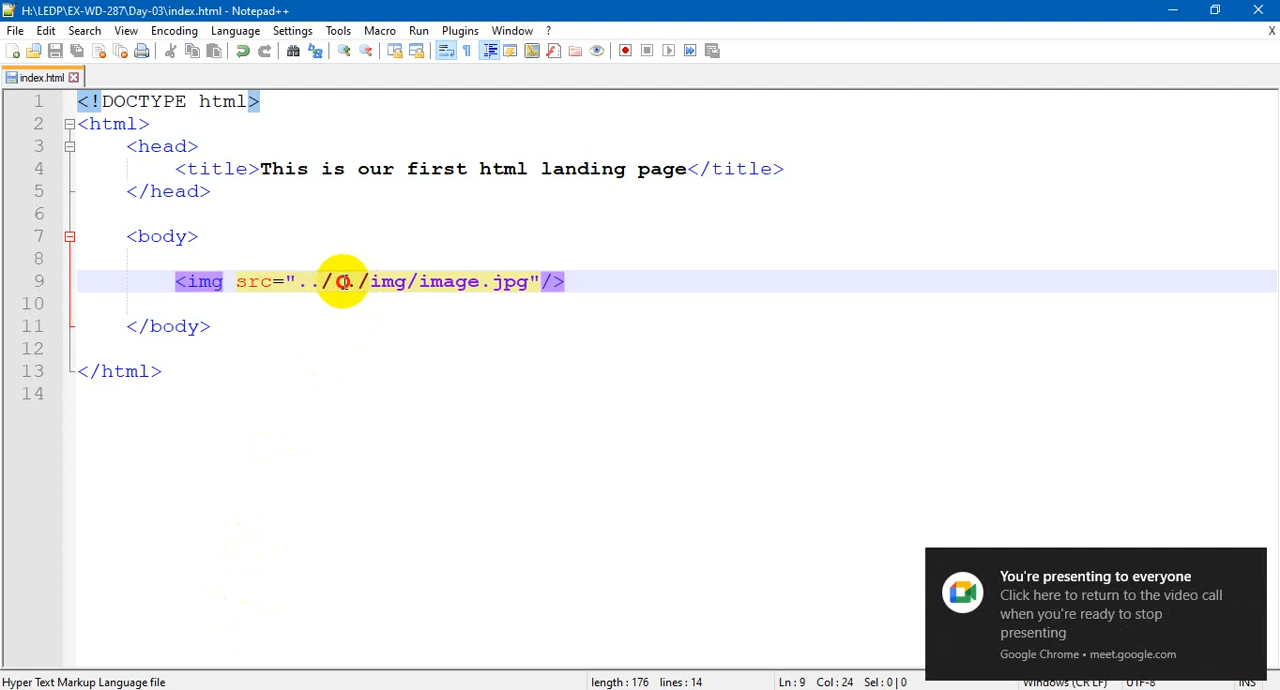 H:\LEDP\EX-WD-287\Day-03\index.html - Notepad++
File Edit Search View Encoding Language Settings Tools Macro Run Plugins Window ? X
index.html
1 <!DOCTYPE html>
2 <html>
3 <head>
4 <title>This is our first html landing page</title>
5 </head>
6
7 <body>
8
9 <img src="../../img/image.jpg"/>
10
11 </body>
12
13 </html>
14
You're presenting to everyone
Click here to return to the video call
when you're ready to stop
presenting
Google Chrome • meet.google.com
Hyper Text Markup Language file length : 176 lines : 14 Ln : 9 Col : 24 Sel : 0 | 0 Windows (CR LF) UTF-8 INS